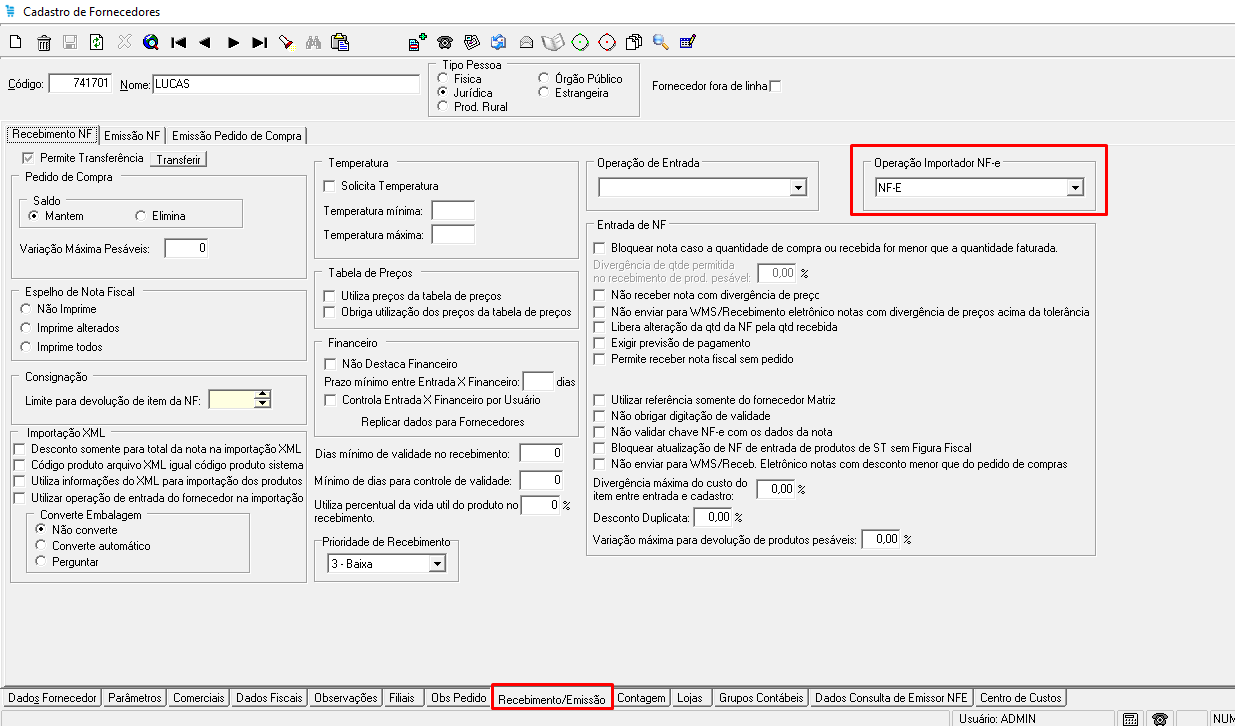 Cadastro de Fornecedores
Código: 741701 Nome: LUCAS
Tipo Pessoa
Fisica
Jurídica
Prod. Rural
Órgão Público
Estrangeira
Fornecedor fora de linha
Recebimento NF Emissão NF Emissão Pedido de Compra
Permite Transferência Transferir
Pedido de Compra
Saldo
Mantem Elimina
Variação Máxima Pesáveis: 0
Espelho de Nota Fiscal
Não Imprime
Imprime alterados
Imprime todos
Consignação
Limite para devolução de item da NF:
Importação XML
Desconto somente para total da nota na importação XML
Código produto arquivo XML igual código produto sistema
Utiliza informações do XML para importação dos produtos
Utilizar operação de entrada do fornecedor na importação
Converte Embalagem
Não converte
Converte automático
Perguntar
Temperatura
Solicita Temperatura
Temperatura mínima:
Temperatura máxima:
Tabela de Preços
Utiliza preços da tabela de preços
Obriga utilização dos preços da tabela de preços
Financeiro
Não Destaca Financeiro
Prazo mínimo entre Entrada X Financeiro: dias
Controla Entrada X Financeiro por Usuário
Replicar dados para Fornecedores
Dias mínimo de validade no recebimento: 0
Mínimo de dias para controle de validade: 0
Utiliza percentual da vida util do produto no 0 %
recebimento.
Prioridade de Recebimento
3 - Baixa
Operação de Entrada
Operação Importador NF-e
NF-E
Entrada de NF
Bloquear nota caso a quantidade de compra ou recebida for menor que a quantidade faturada.
Divergência de qtde permitida
no recebimento de prod. pesável: 0,00 %
Não receber nota com divergência de preço
Não enviar para WMS/Recebimento eletrônico notas com divergência de preços acima da tolerância
Libera alteração da qtd da NF pela qtd recebida
Exigir previsão de pagamento
Permite receber nota fiscal sem pedido
Utilizar referência somente do fornecedor Matriz
Não obrigar digitação de validade
Não validar chave NF-e com os dados da nota
Bloquear atualização de NF de entrada de produtos de ST sem Figura Fiscal
Não enviar para WMS/Receb. Eletrônico notas com desconto menor que do pedido de compras
Divergência máxima do custo do
item entre entrada e cadastro: 0,00 %
Desconto Duplicata: 0,00 %
Variação máxima para devolução de produtos pesáveis: 0,00 %
Dados Fornecedor Parâmetros Comerciais Dados Fiscais Observações Filiais Obs Pedido Recebimento/Emissão Contagem Lojas Grupos Contábeis Dados Consulta de Emissor NFE Centro de Custos
Usuário: ADMIN NUM